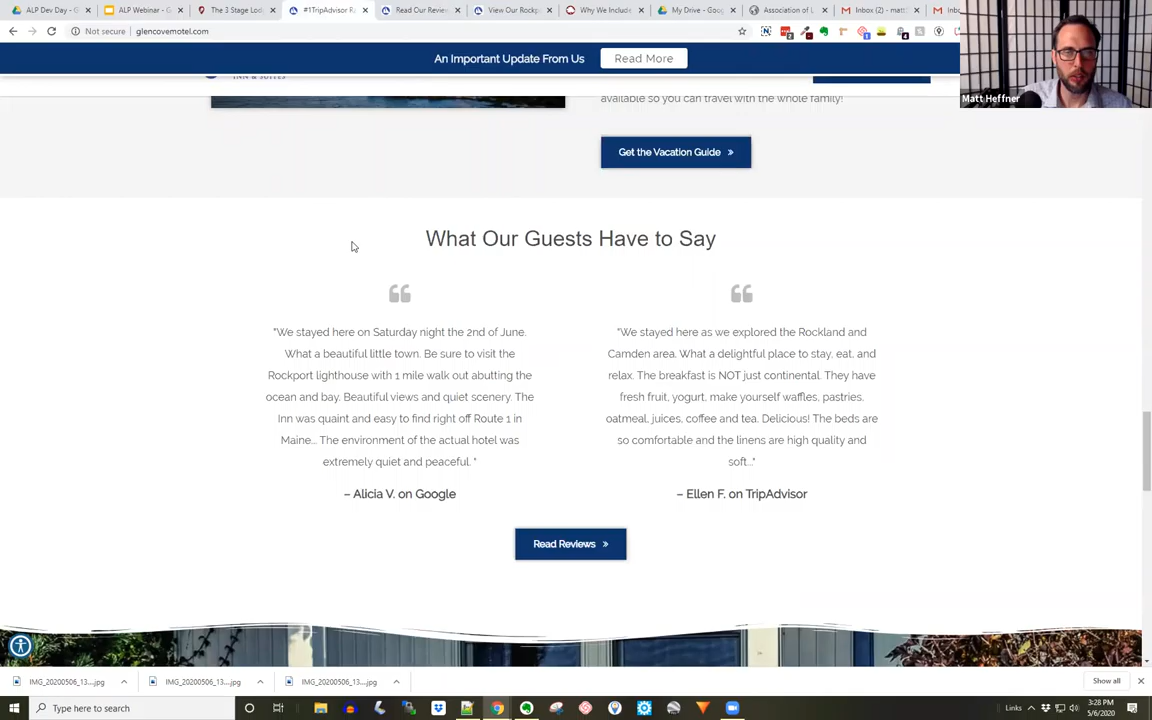 ALP Dev Day - G
ALP Webinar - G
The 3 Stage Lod
#1TripAdvisor R
Read Our Review
View Our Rockp
Why We Include
My Drive - Goog
Association of L
Inbox (2) - matt
Not secure | glencovemotel.com
An Important Update From Us
Read More
INN & SUITES
Matt Heffner
available so you can travel with the whole family!
Get the Vacation Guide »
What Our Guests Have to Say
"We stayed here on Saturday night the 2nd of June.
What a beautiful little town. Be sure to visit the
Rockport lighthouse with 1 mile walk out abutting the
ocean and bay. Beautiful views and quiet scenery. The
Inn was quaint and easy to find right off Route 1 in
Maine... The environment of the actual hotel was
extremely quiet and peaceful. "
– Alicia V. on Google
"We stayed here as we explored the Rockland and
Camden area. What a delightful place to stay, eat, and
relax. The breakfast is NOT just continental. They have
fresh fruit, yogurt, make yourself waffles, pastries,
oatmeal, juices, coffee and tea. Delicious! The beds are
so comfortable and the linens are high quality and
soft..."
– Ellen F. on TripAdvisor
Read Reviews »
IMG_20200506_13....jpg
IMG_20200506_13....jpg
IMG_20200506_13....jpg
Show all
Type here to search
Links
3:28 PM
5/6/2020